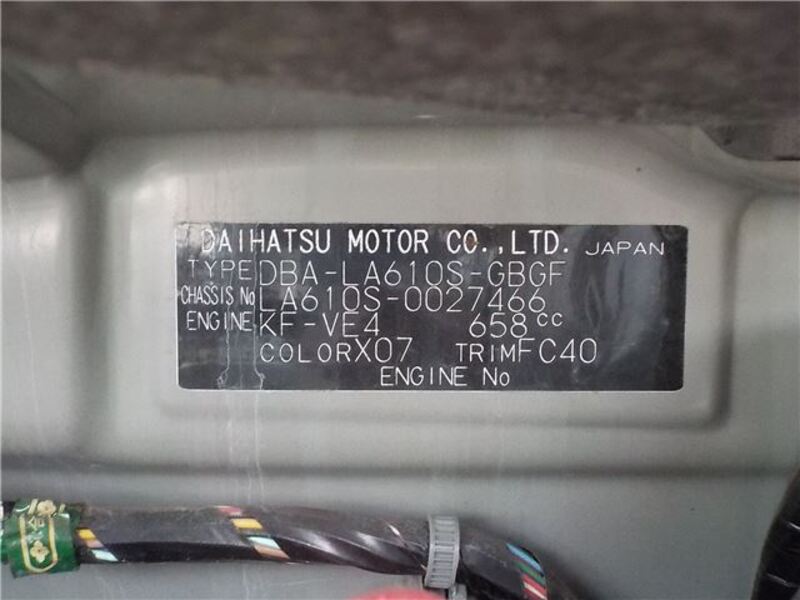 DAIHATSU MOTOR CO.,LTD. JAPAN
TYPE DBA-LA610S-GBGF
CHASSIS No LA610S-0027466
ENGINE KF-VE4 658cc
COLOR X07 TRIM FC40
ENGINE No